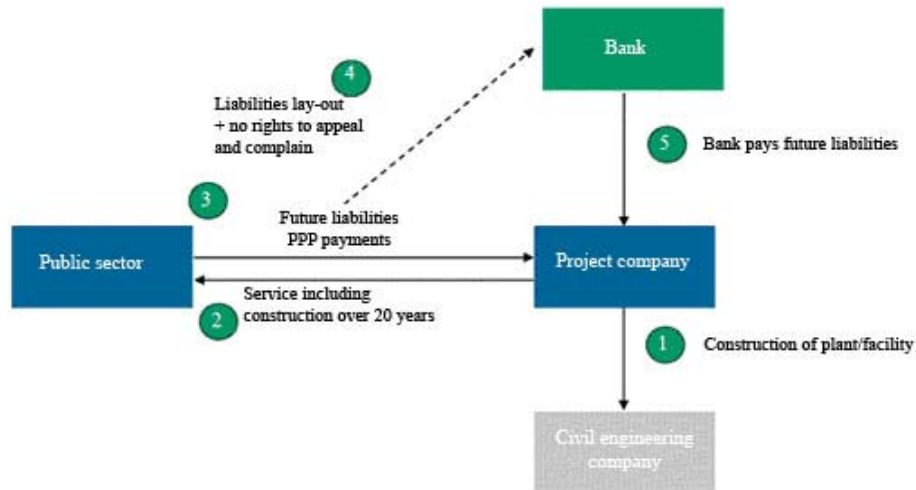 Bank
4
Liabilities lay-out
+ no rights to appeal
and complain
5
Bank pays future liabilities
3
Future liabilities
PPP payments
Public sector
Project company
Service including
construction over 20 years
2
1
Construction of plant/facility
Civil engineering
company